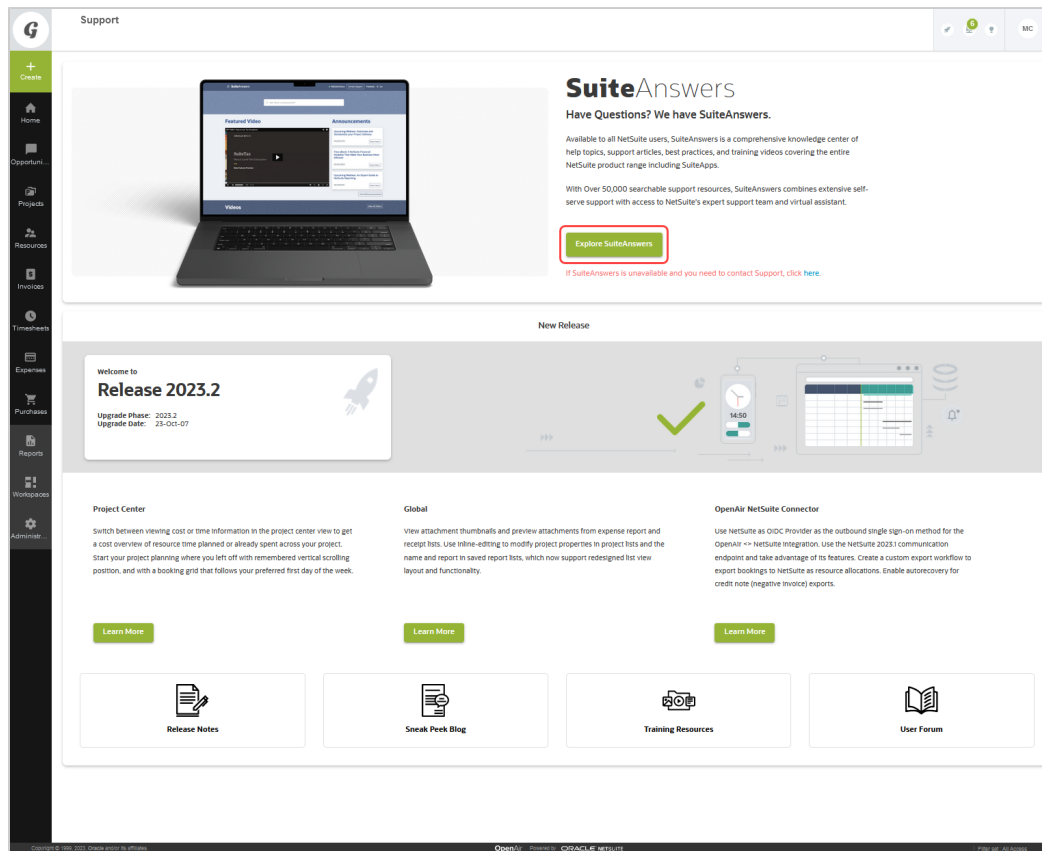 G
Support
6
MC
Create
Home
Opportuni...
Projects
Resources
Invoices
Timesheets
Expenses
Purchases
Reports
Workspaces
Administr...
Featured Video
Announcements
Videos
SuiteAnswers
Have Questions? We have SuiteAnswers.
Available to all NetSuite users, SuiteAnswers is a comprehensive knowledge center of
help topics, support articles, best practices, and training videos covering the entire
NetSuite product range including SuiteApps.
With Over 50,000 searchable support resources, SuiteAnswers combines extensive self-
serve support with access to NetSuite's expert support team and virtual assistant.
Explore SuiteAnswers
If SuiteAnswers is unavailable and you need to contact Support, click here.
New Release
Welcome to
Release 2023.2
Upgrade Phase: 2023.2
Upgrade Date: 23-Oct-07
14:50
Project Center
Switch between viewing cost or time information in the project center view to get
a cost overview of resource time planned or already spent across your project.
Start your project planning where you left off with remembered vertical scrolling
position, and with a booking grid that follows your preferred first day of the week.
Learn More
Global
View attachment thumbnails and preview attachments from expense report and
receipt lists. Use inline-editing to modify project properties in project lists and the
name and report in saved report lists, which now support redesigned list view
layout and functionality.
Learn More
OpenAir NetSuite Connector
Use NetSuite as OIDC Provider as the outbound single sign-on method for the
OpenAir <> NetSuite integration. Use the NetSuite 2023.1 communication
endpoint and take advantage of its features. Create a custom export workflow to
export bookings to NetSuite as resource allocations. Enable autorecovery for
credit note (negative invoice) exports.
Learn More
Release Notes
Sneak Peek Blog
Training Resources
User Forum
Copyright © 1999, 2023, Oracle and/or its affiliates.
OpenAir Powered by ORACLE NETSUITE
Filter set: All Access